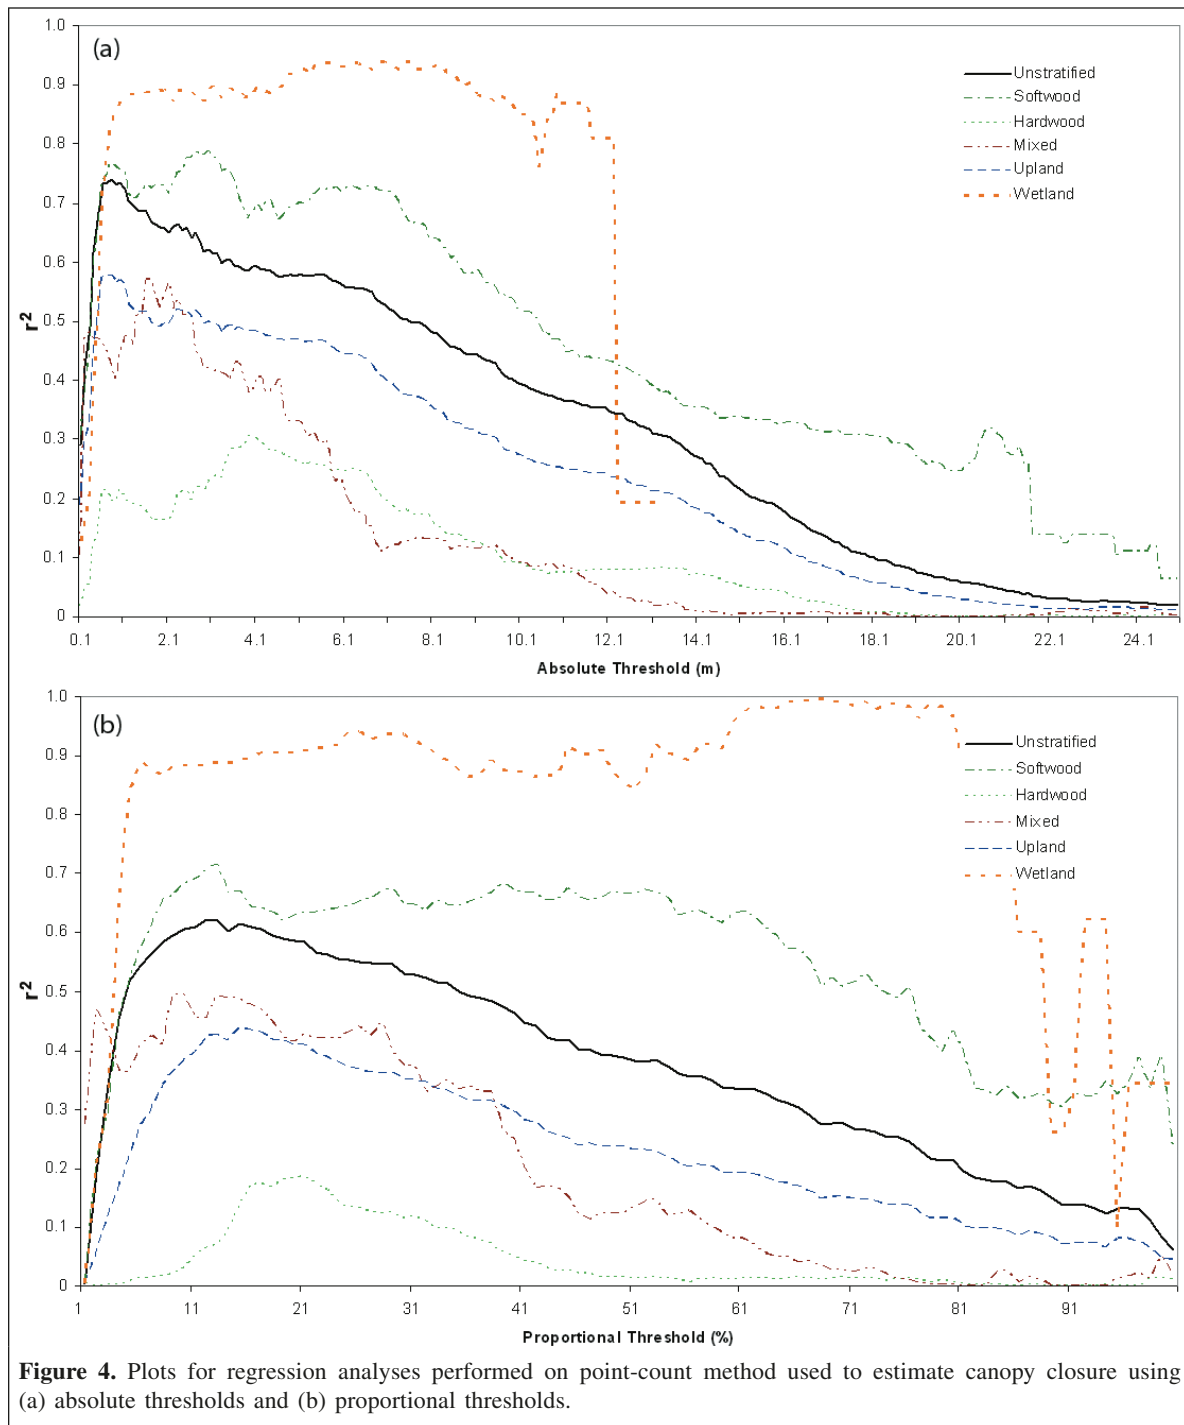 (a)
1.0
0.9
0.8
0.7
0.6
0.5
0.4
0.3
0.2
0.1
0
r²
Unstratified
Softwood
Hardwood
Mixed
Upland
Wetland
0.1 2.1 4.1 6.1 8.1 10.1 12.1 14.1 16.1 18.1 20.1 22.1 24.1
Absolute Threshold (m)
(b)
1.0
0.9
0.8
0.7
0.6
0.5
0.4
0.3
0.2
0.1
0
r²
Unstratified
Softwood
Hardwood
Mixed
Upland
Wetland
1 11 21 31 41 51 61 71 81 91
Proportional Threshold (%)
Figure 4. Plots for regression analyses performed on point-count method used to estimate canopy closure using
(a) absolute thresholds and (b) proportional thresholds.